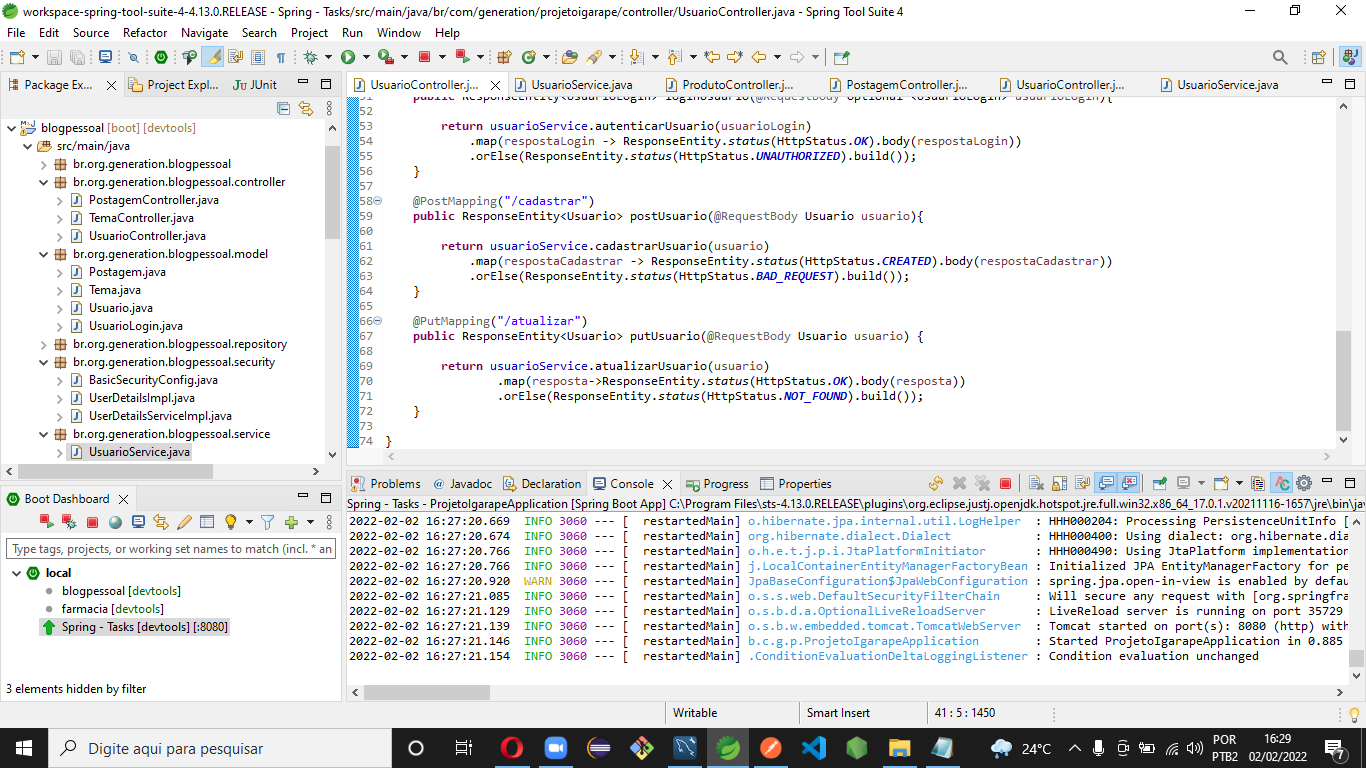 workspace-spring-tool-suite-4-4.13.0.RELEASE - Spring - Tasks/src/main/java/br/com/generation/projetoigarape/controller/UsuarioController.java - Spring Tool Suite 4
File Edit Source Refactor Navigate Search Project Run Window Help
Package Ex... Project Expl... JUnit
UsuarioController.j... UsuarioService.java ProdutoController.j... PostagemController.j... UsuarioController.j... UsuarioService.java
blogpessoal [boot] [devtools]
src/main/java
br.org.generation.blogpessoal
br.org.generation.blogpessoal.controller
PostagemController.java
TemaController.java
UsuarioController.java
br.org.generation.blogpessoal.model
Postagem.java
Tema.java
Usuario.java
UsuarioLogin.java
br.org.generation.blogpessoal.repository
br.org.generation.blogpessoal.security
BasicSecurityConfig.java
UserDetailsImpl.java
UserDetailsServiceImpl.java
br.org.generation.blogpessoal.service
UsuarioService.java
52
53 return usuarioService.autenticarUsuario(usuarioLogin)
54 .map(respostaLogin -> ResponseEntity.status(HttpStatus.OK).body(respostaLogin))
55 .orElse(ResponseEntity.status(HttpStatus.UNAUTHORIZED).build());
56 }
57
58 @PostMapping("/cadastrar")
59 public ResponseEntity<Usuario> postUsuario(@RequestBody Usuario usuario){
60
61 return usuarioService.cadastrarUsuario(usuario)
62 .map(respostaCadastrar -> ResponseEntity.status(HttpStatus.CREATED).body(respostaCadastrar))
63 .orElse(ResponseEntity.status(HttpStatus.BAD_REQUEST).build());
64 }
65
66 @PutMapping("/atualizar")
67 public ResponseEntity<Usuario> putUsuario(@RequestBody Usuario usuario) {
68
69 return usuarioService.atualizarUsuario(usuario)
70 .map(resposta->ResponseEntity.status(HttpStatus.OK).body(resposta))
71 .orElse(ResponseEntity.status(HttpStatus.NOT_FOUND).build());
72 }
73
74 }
Boot Dashboard
Type tags, projects, or working set names to match (incl. * an
local
blogpessoal [devtools]
farmacia [devtools]
Spring - Tasks [devtools] [:8080]
3 elements hidden by filter
Problems @ Javadoc Declaration Console Progress Properties
Spring - Tasks - ProjetoIgarapeApplication [Spring Boot App] C:\Program Files\sts-4.13.0.RELEASE\plugins\org.eclipse.justj.openjdk.hotspot.jre.full.win32.x86_64_17.0.1.v20211116-1657\jre\bin\jav
2022-02-02 16:27:20.669 INFO 3060 --- [ restartedMain] o.hibernate.jpa.internal.util.LogHelper : HHH000204: Processing PersistenceUnitInfo [
2022-02-02 16:27:20.674 INFO 3060 --- [ restartedMain] org.hibernate.dialect.Dialect : HHH000400: Using dialect: org.hibernate.dia
2022-02-02 16:27:20.766 INFO 3060 --- [ restartedMain] o.h.e.t.j.p.i.JtaPlatformInitiator : HHH000490: Using JtaPlatform implementation
2022-02-02 16:27:20.766 INFO 3060 --- [ restartedMain] j.LocalContainerEntityManagerFactoryBean : Initialized JPA EntityManagerFactory for pe
2022-02-02 16:27:20.920 WARN 3060 --- [ restartedMain] JpaBaseConfiguration$JpaWebConfiguration : spring.jpa.open-in-view is enabled by defau
2022-02-02 16:27:21.085 INFO 3060 --- [ restartedMain] o.s.s.web.DefaultSecurityFilterChain : Will secure any request with [org.springfra
2022-02-02 16:27:21.129 INFO 3060 --- [ restartedMain] o.s.b.d.a.OptionalLiveReloadServer : LiveReload server is running on port 35729
2022-02-02 16:27:21.139 INFO 3060 --- [ restartedMain] o.s.b.w.embedded.tomcat.TomcatWebServer : Tomcat started on port(s): 8080 (http) with
2022-02-02 16:27:21.146 INFO 3060 --- [ restartedMain] b.c.g.p.ProjetoIgarapeApplication : Started ProjetoIgarapeApplication in 0.885
2022-02-02 16:27:21.154 INFO 3060 --- [ restartedMain] .ConditionEvaluationDeltaLoggingListener : Condition evaluation unchanged
Writable Smart Insert 41 : 5 : 1450
Digite aqui para pesquisar
24°C
POR
PTB2
16:29
02/02/2022
7